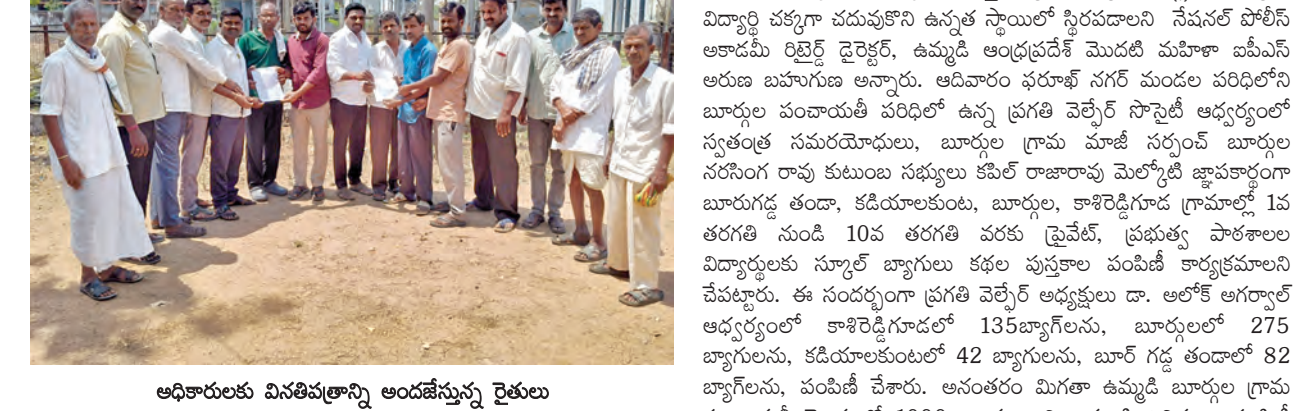 అధికారులకు వినతిపత్రాన్ని అందజేస్తున్న రైతులు
విద్యార్థి చక్కగా చదువుకొని ఉన్నత స్థాయిలో స్థిరపడాలని నేషనల్ పోలీస్
అకాడమీ రిటైర్డ్ డైరెక్టర్, ఉమ్మడి ఆంధ్రప్రదేశ్ మొదటి మహిళా ఐపీఎస్
అరుణ బహుగుణ అన్నారు. ఆదివారం ఫరూఖ్ నగర్ మండల పరిధిలోని
బూర్గుల పంచాయతీ పరిధిలో ఉన్న ప్రగతి వెల్ఫేర్ సొసైటీ ఆధ్వర్యంలో
స్వతంత్ర సమరయోధులు, బూర్గుల గ్రామ మాజీ సర్పంచ్ బూర్గుల
నరసింగ రావు కుటుంబ సభ్యులు కపిల్ రాజారావు మెల్కోటి జ్ఞాపకార్థంగా
బూరుగడ్డ తండా, కడియాలకుంట, బూర్గుల, కాశిరెడ్డిగూడ గ్రామాల్లో 1వ
తరగతి నుండి 10వ తరగతి వరకు ప్రైవేట్, ప్రభుత్వ పాఠశాలల
విద్యార్థులకు స్కూల్ బ్యాగులు కథల పుస్తకాల పంపిణీ కార్యక్రమాలని
చేపట్టారు. ఈ సందర్భంగా ప్రగతి వెల్ఫేర్ అధ్యక్షులు డా. అలోక్ అగర్వాల్
ఆధ్వర్యంలో కాశిరెడ్డిగూడలో 135బ్యాగ్‌లను, బూర్గులలో 275
బ్యాగులను, కడియాలకుంటలో 42 బ్యాగులను, బూర్ గడ్డ తండాలో 82
బ్యాగ్‌లను, పంపిణీ చేశారు. అనంతరం మిగతా ఉమ్మడి బూర్గుల గ్రామ